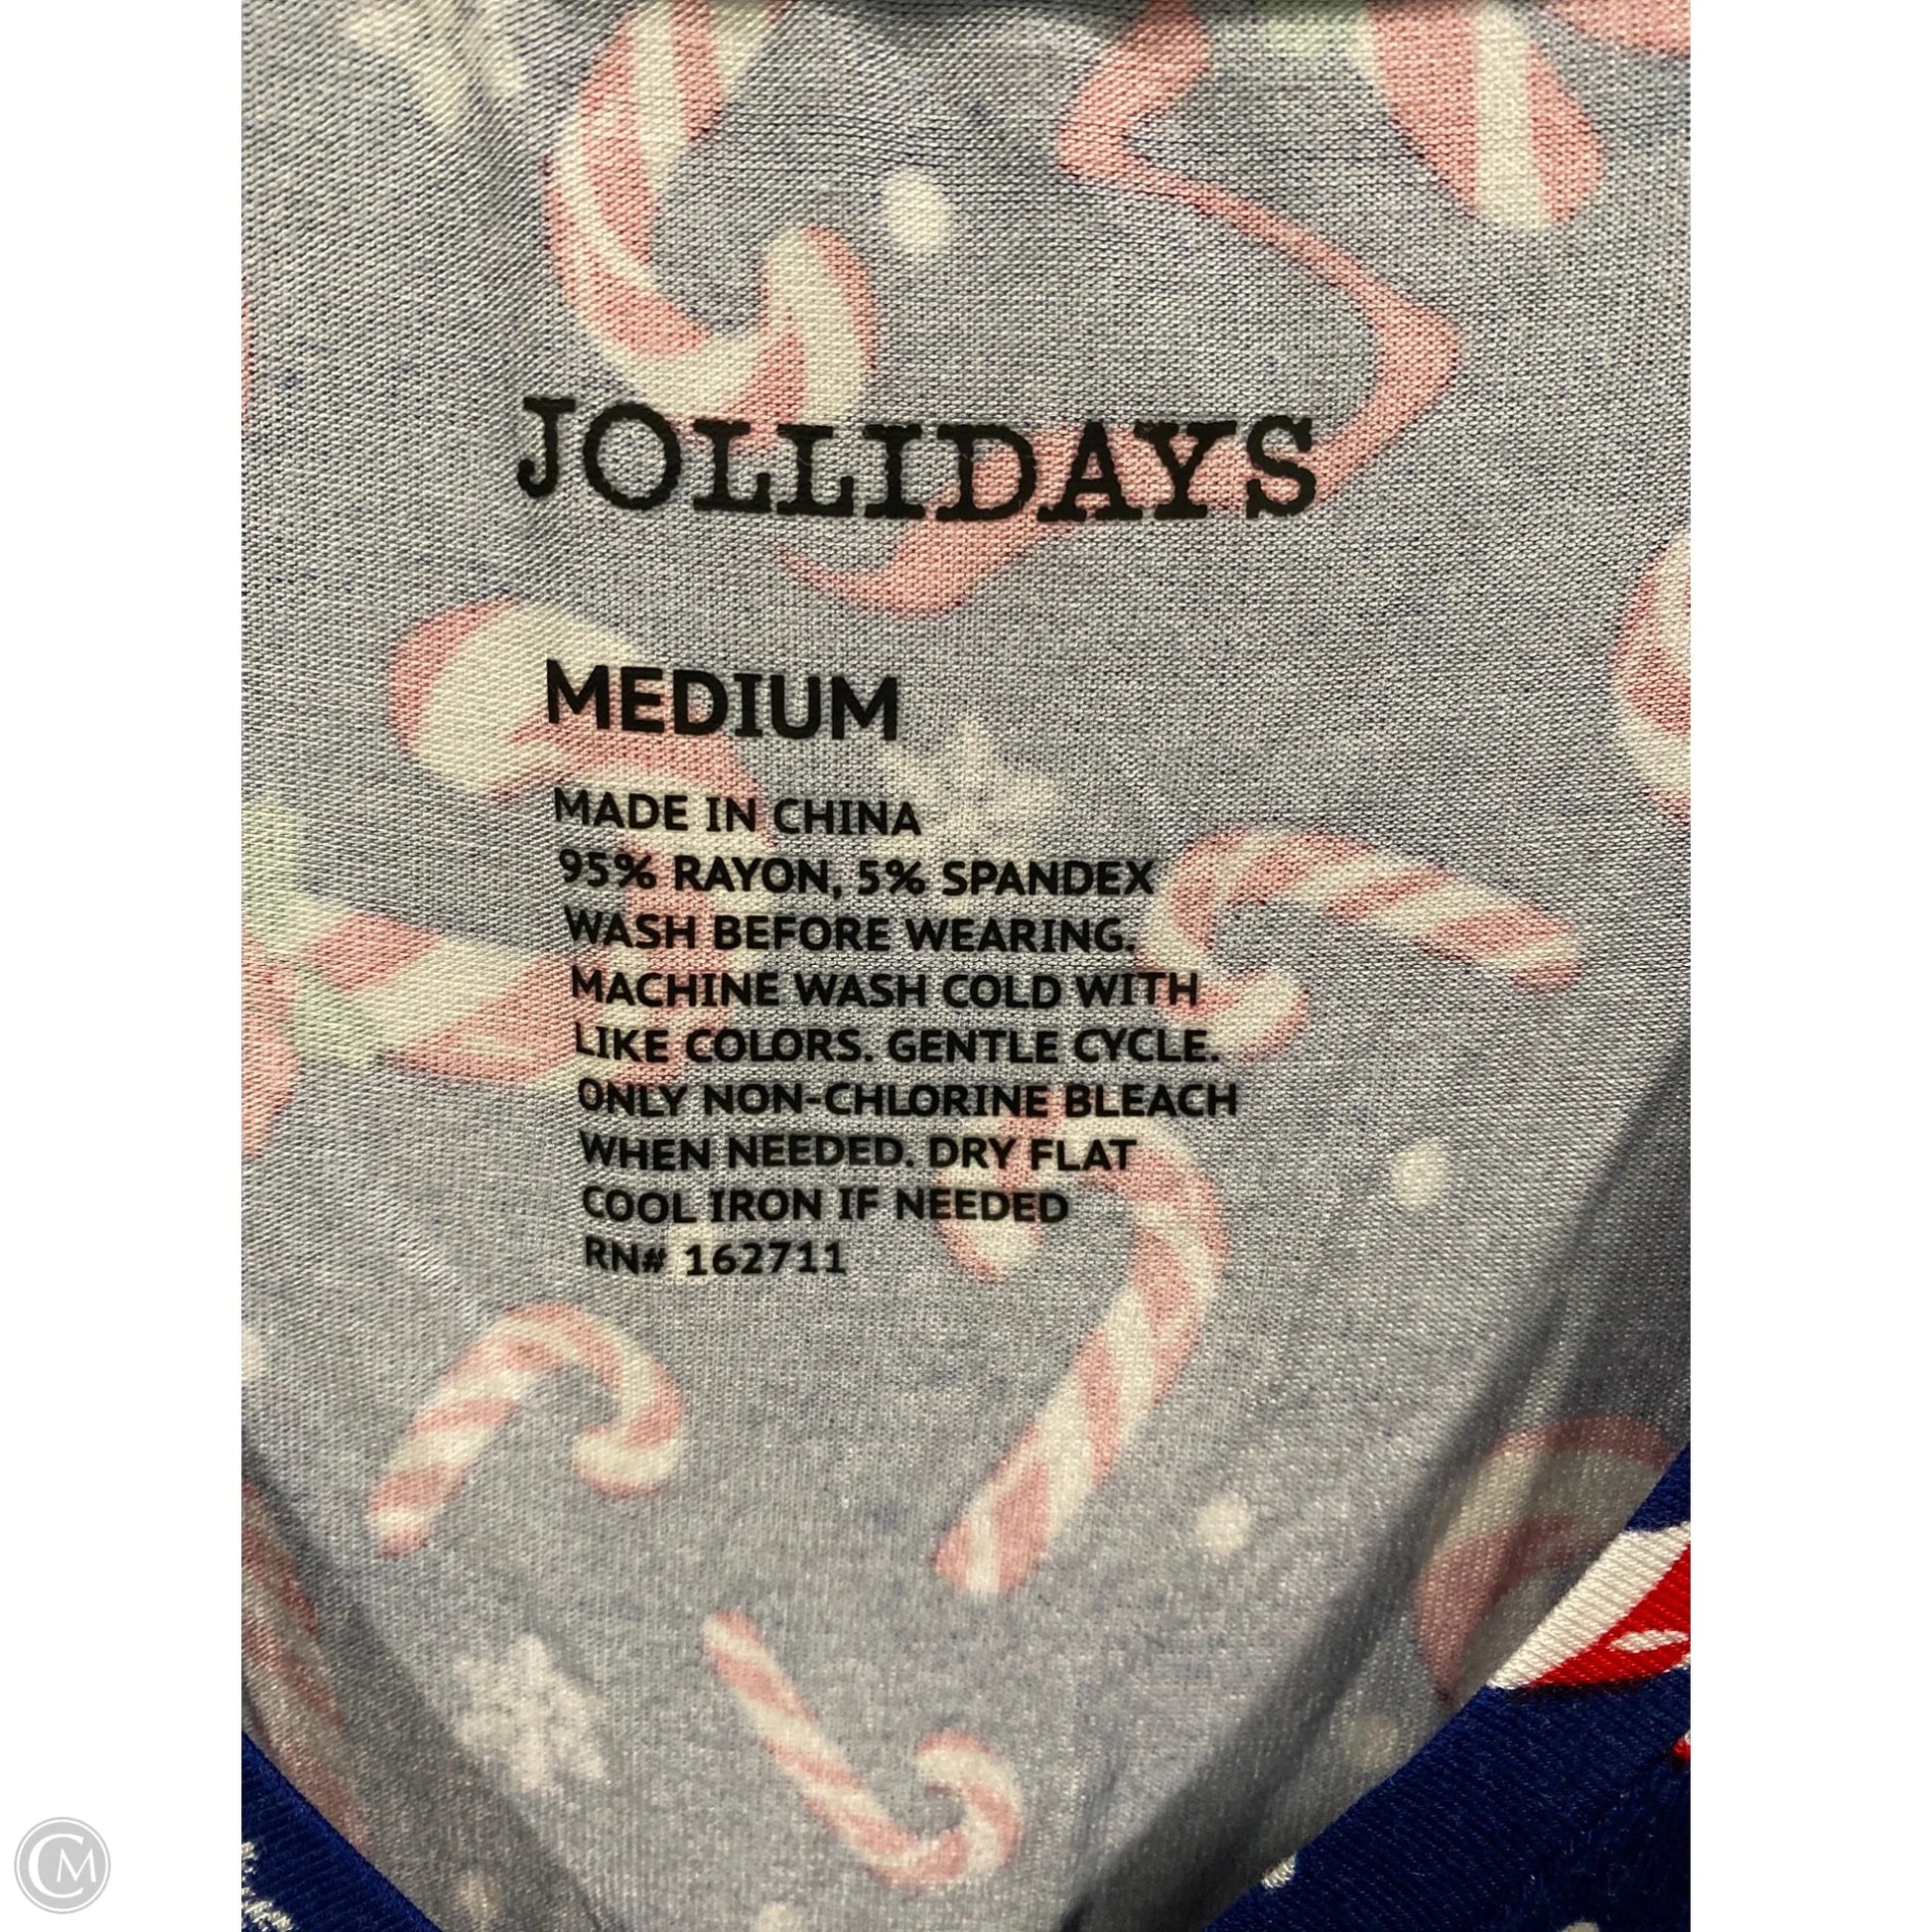 JOLLIDAYS
MEDIUM
MADE IN CHINA
95% RAYON, 5% SPANDEX
WASH BEFORE WEARING.
MACHINE WASH COLD WITH
LIKE COLORS. GENTLE CYCLE.
ONLY NON-CHLORINE BLEACH
WHEN NEEDED. DRY FLAT
COOL IRON IF NEEDED
RN# 162711
CM